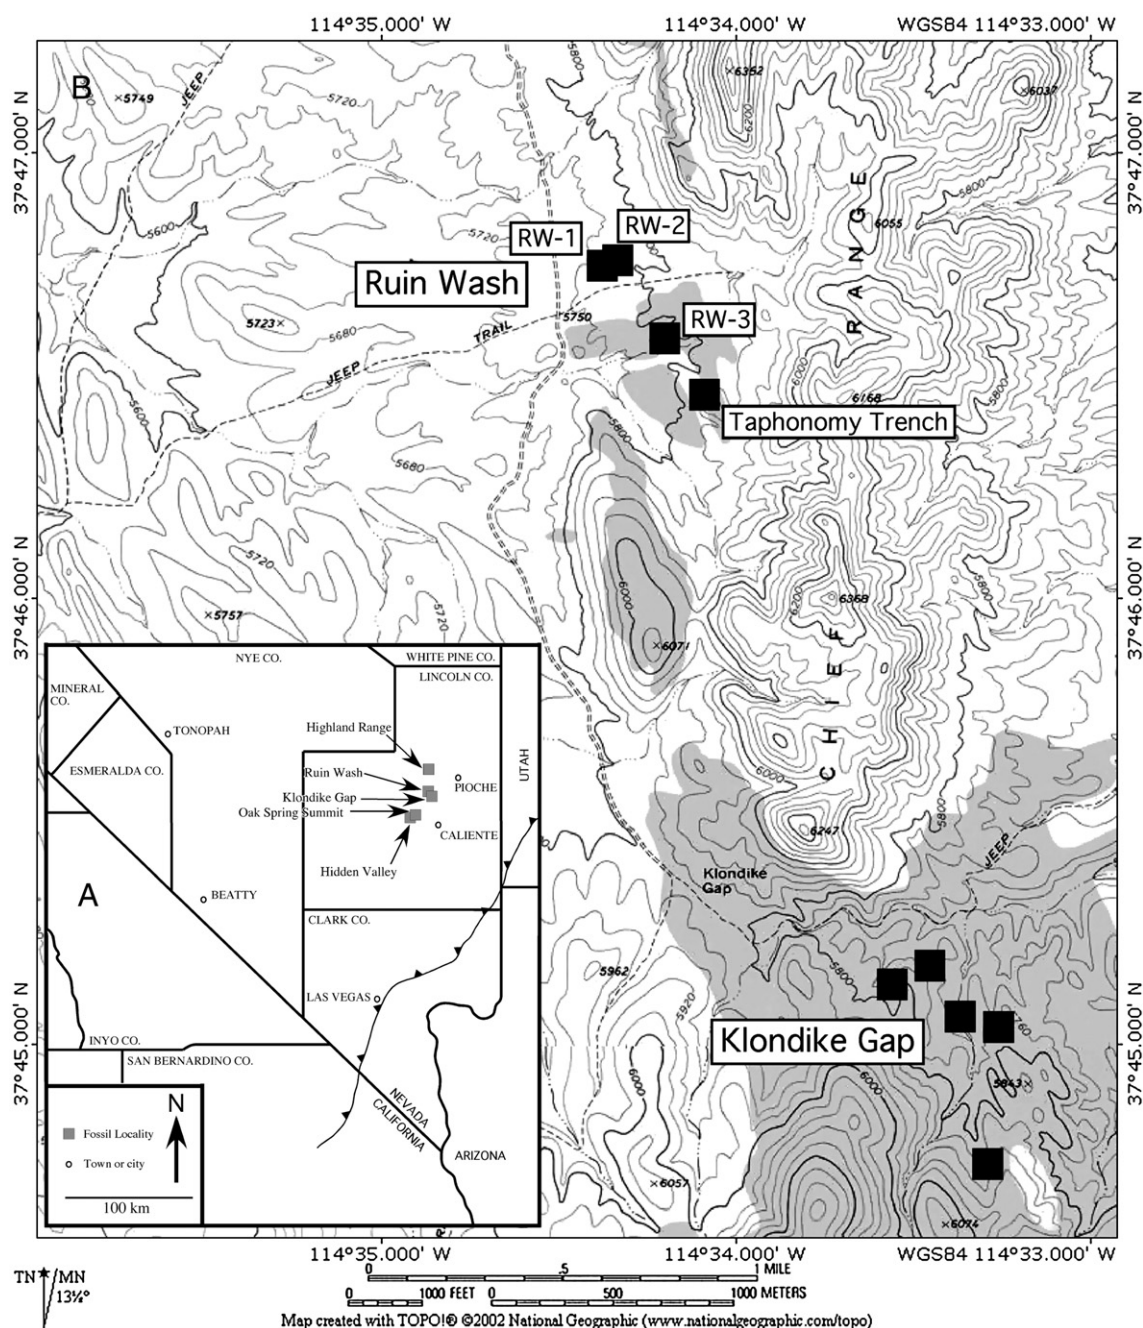 114°35.000' W
114°34.000' W
WGS84 114°33.000' W
B
×5749
JEEP
5720
5800
×6362
6200
×6037
37°47.000' N
37°47.000' N
5600
5720
5800
6055
RANGE
RW-1
RW-2
Ruin Wash
5723×
5680
TRAIL
5750
RW-3
JEEP
6000
6168
5600
5800
Taphonomy Trench
5680
5800
5720
37°46.000' N
37°46.000' N
6000
6200
×6368
×5757
5720
×6071
CHIEF
6000
5800
×6247
JEEP
Klondike
Gap
5962
5800
5920
5760
Klondike Gap
37°45.000' N
37°45.000' N
6000
6000
5843×
×6057
×6074
NYE CO.
WHITE PINE CO.
LINCOLN CO.
MINERAL
CO.
TONOPAH
Highland Range
ESMERALDA CO.
Ruin Wash
PIOCHE
UTAH
Klondike Gap
Oak Spring Summit
CALIENTE
Hidden Valley
A
BEATTY
CLARK CO.
LAS VEGAS
INYO CO.
SAN BERNARDINO CO.
NEVADA
CALIFORNIA
ARIZONA
N
Fossil Locality
Town or city
100 km
114°35.000' W
114°34.000' W
WGS84 114°33.000' W
TN★/MN
13½°
0 .5 1 MILE
0 1000 FEET 0 500 1000 METERS
Map created with TOPO!® ©2002 National Geographic (www.nationalgeographic.com/topo)